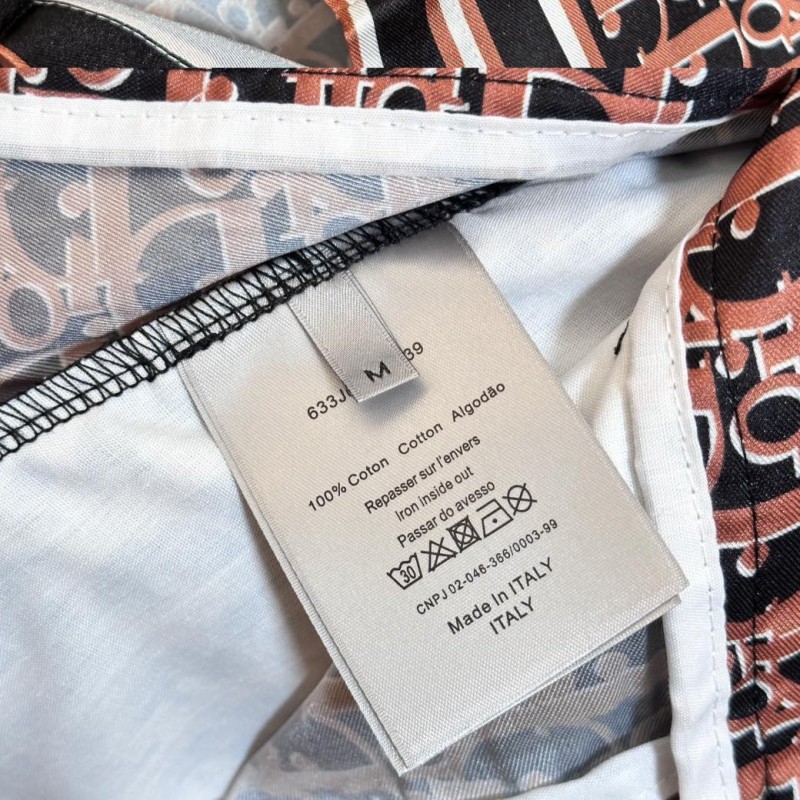 M
633J 39
100% Coton Cotton Algodão
Repasser sur l'envers
Iron inside out
Passar do avesso
30
CNPJ 02-046-366/0003-99
Made In ITALY
ITALY